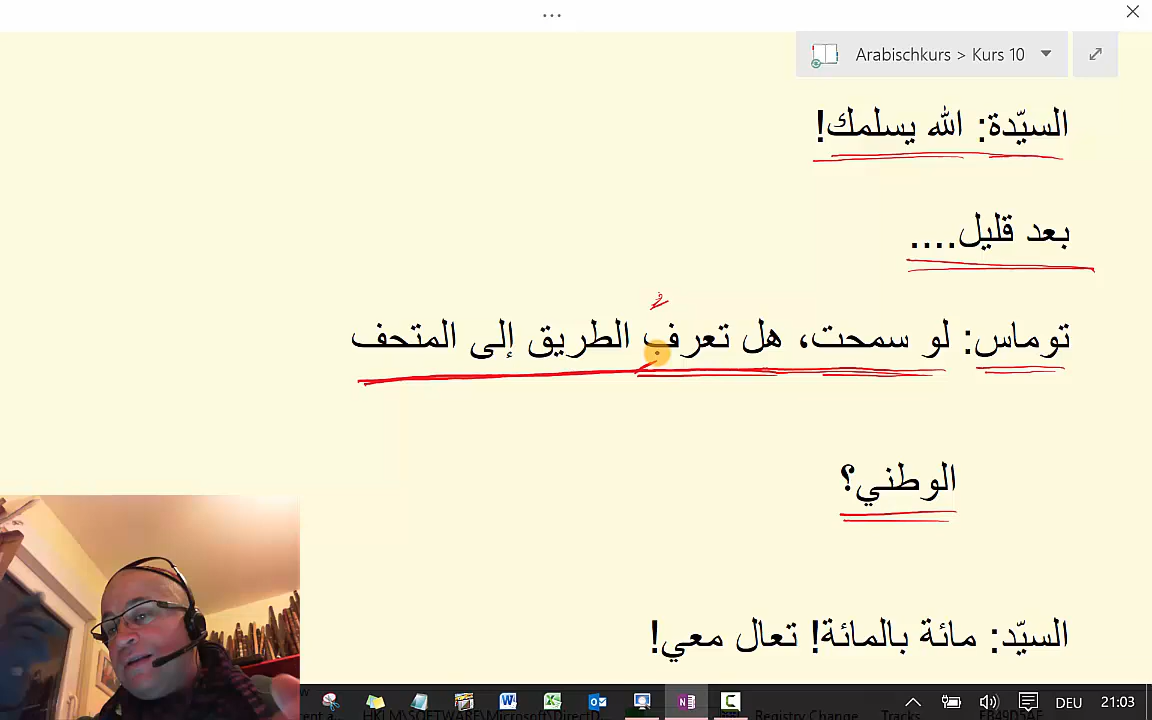 ...
Arabischkurs > Kurs 10
السيّدة: الله يسلمك!
بعد قليل....
توماس: لو سمحت، هل تعرف الطريق إلى المتحف
الوطني؟
السيّد: مائة بالمائة! تعال معي!
DEU
21:03